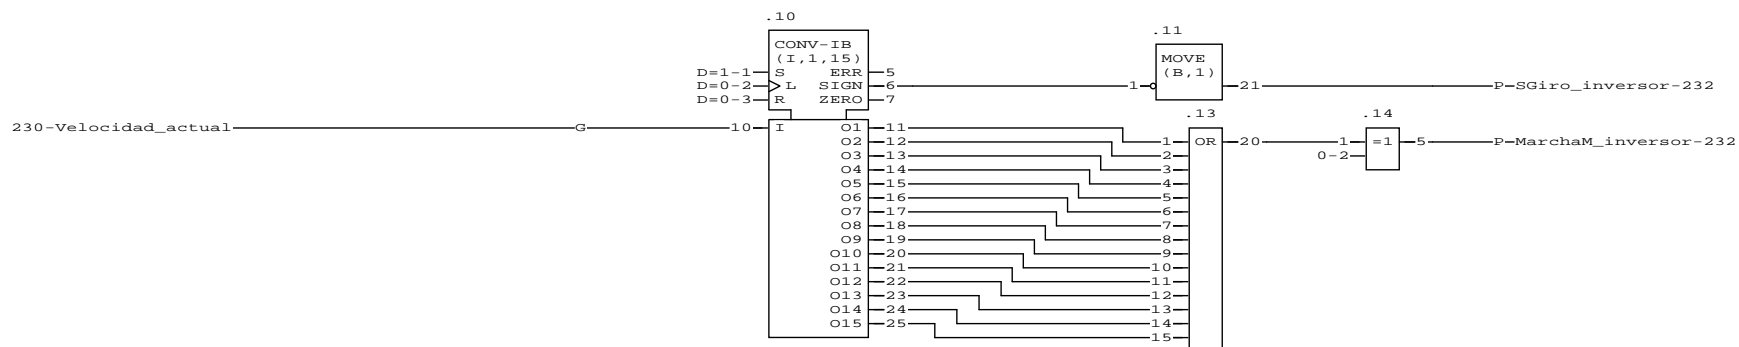 .10
.11
CONV-IB
(I,1,15)
MOVE
(B,1)
D=1-1 S ERR 5
D=0-2 L SIGN 6 1 21 P-SGiro_inversor-232
D=0-3 R ZERO 7
.13 .14
230-Velocidad_actual G 10 I O1 11
O2 12 1 OR 20 1 =1 5 P-MarchaM_inversor-232
O3 13 2 0-2
O4 14 3
O5 15 4
O6 16 5
O7 17 6
O8 18 7
O9 19 8
O10 20 9
O11 21 10
O12 22 11
O13 23 12
O14 24 13
O15 25 14
15